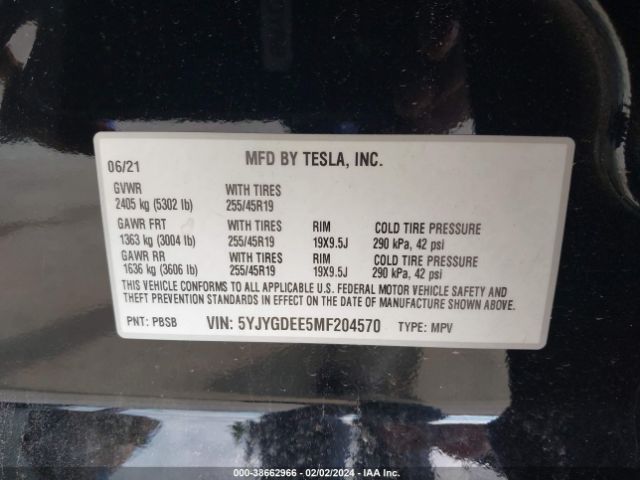 06/21 MFD BY TESLA, INC.
GVWR WITH TIRES
2405 kg (5302 lb) 255/45R19
GAWR FRT WITH TIRES RIM COLD TIRE PRESSURE
1363 kg (3004 lb) 255/45R19 19X9.5J 290 kPa, 42 psi
GAWR RR WITH TIRES RIM COLD TIRE PRESSURE
1636 kg (3606 lb) 255/45R19 19X9.5J 290 kPa, 42 psi
THIS VEHICLE CONFORMS TO ALL APPLICABLE U.S. FEDERAL MOTOR VEHICLE SAFETY AND
THEFT PREVENTION STANDARDS IN EFFECT ON THE DATE OF MANUFACTURE SHOWN ABOVE.
PNT: PBSB VIN: 5YJYGDEE5MF204570 TYPE: MPV
000-38662966 - 02/02/2024 - IAA Inc.